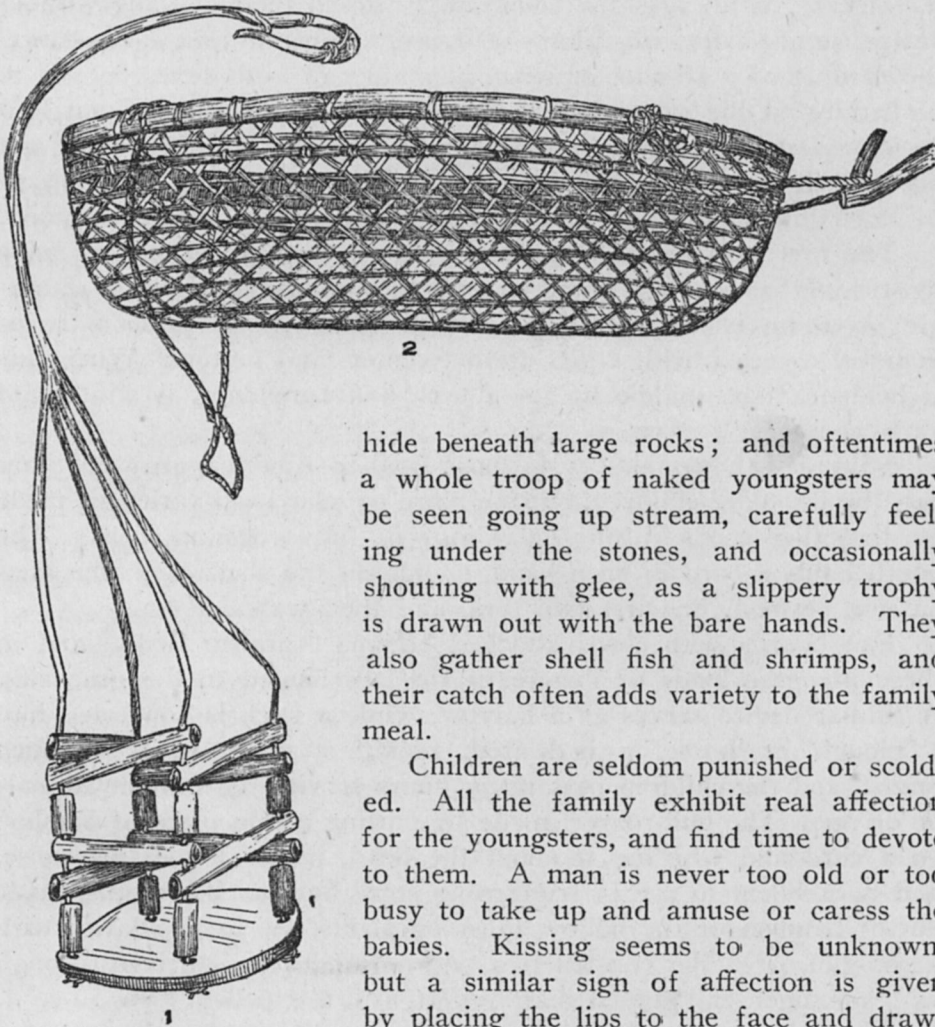 2
hide beneath large rocks; and oftentimes
a whole troop of naked youngsters may
be seen going up stream, carefully feel-
ing under the stones, and occasionally
shouting with glee, as a slippery trophy
is drawn out with the bare hands. They
also gather shell fish and shrimps, and
their catch often adds variety to the family
meal.
Children are seldom punished or scold-
ed. All the family exhibit real affection
for the youngsters, and find time to devote
to them. A man is never too old or too
busy to take up and amuse or caress the
babies. Kissing seems to be unknown
but a similar sign of affection is given
by placing the lips to the face and
1